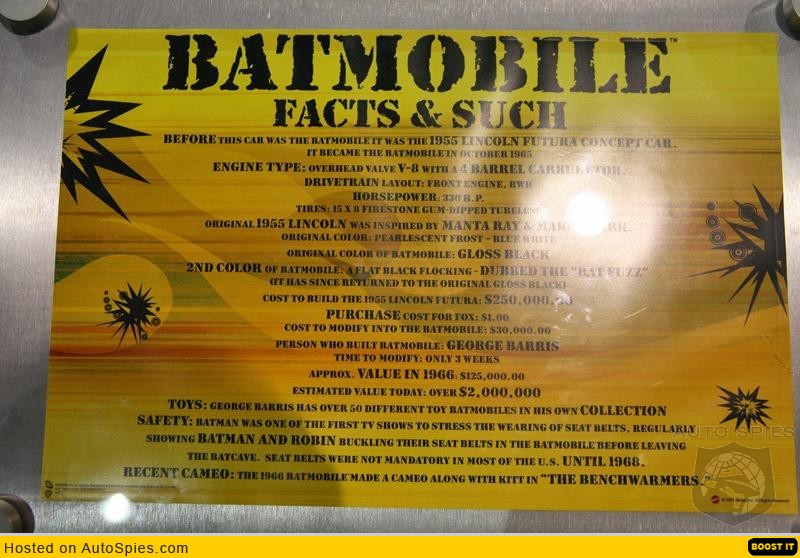 BATMOBILE™
FACTS & SUCH
BEFORE THIS CAR WAS THE BATMOBILE IT WAS THE 1955 LINCOLN FUTURA CONCEPT CAR.
IT BECAME THE BATMOBILE IN OCTOBER 1965
ENGINE TYPE: OVERHEAD VALVE V-8 WITH A 4 BARREL CARBURETOR.
DRIVETRAIN LAYOUT: FRONT ENGINE, RWD
HORSEPOWER: 330 H.P.
TIRES: 15 X 8 FIRESTONE GUM-DIPPED TUBELESS
ORIGINAL 1955 LINCOLN WAS INSPIRED BY MANTA RAY &
ORIGINAL COLOR: PEARLESCENT FROST - BLUE WHITE
ORIGINAL COLOR OF BATMOBILE: GLOSS BLACK
2ND COLOR OF BATMOBILE: A FLAT BLACK FLOCKING - DUBBED THE "BAT FUZZ"
(IT HAS SINCE RETURNED TO THE ORIGINAL GLOSS BLACK)
COST TO BUILD THE 1955 LINCOLN FUTURA: $250,000.00
PURCHASE COST FOR FOX: $1.00
COST TO MODIFY INTO THE BATMOBILE: $30,000.00
PERSON WHO BUILT BATMOBILE: GEORGE BARRIS
TIME TO MODIFY: ONLY 3 WEEKS
APPROX. VALUE IN 1966: $125,000.00
ESTIMATED VALUE TODAY: OVER $2,000,000
TOYS: GEORGE BARRIS HAS OVER 50 DIFFERENT TOY BATMOBILES IN HIS OWN COLLECTION
SAFETY: BATMAN WAS ONE OF THE FIRST TV SHOWS TO STRESS THE WEARING OF SEAT BELTS, REGULARLY
SHOWING BATMAN AND ROBIN BUCKLING THEIR SEAT BELTS IN THE BATMOBILE BEFORE LEAVING
THE BATCAVE. SEAT BELTS WERE NOT MANDATORY IN MOST OF THE U.S. UNTIL 1968.
RECENT CAMEO: THE 1966 BATMOBILE MADE A CAMEO ALONG WITH KITT IN "THE BENCHWARMERS."
AUTO SPIES
Hosted on AutoSpies.com
BOOST IT